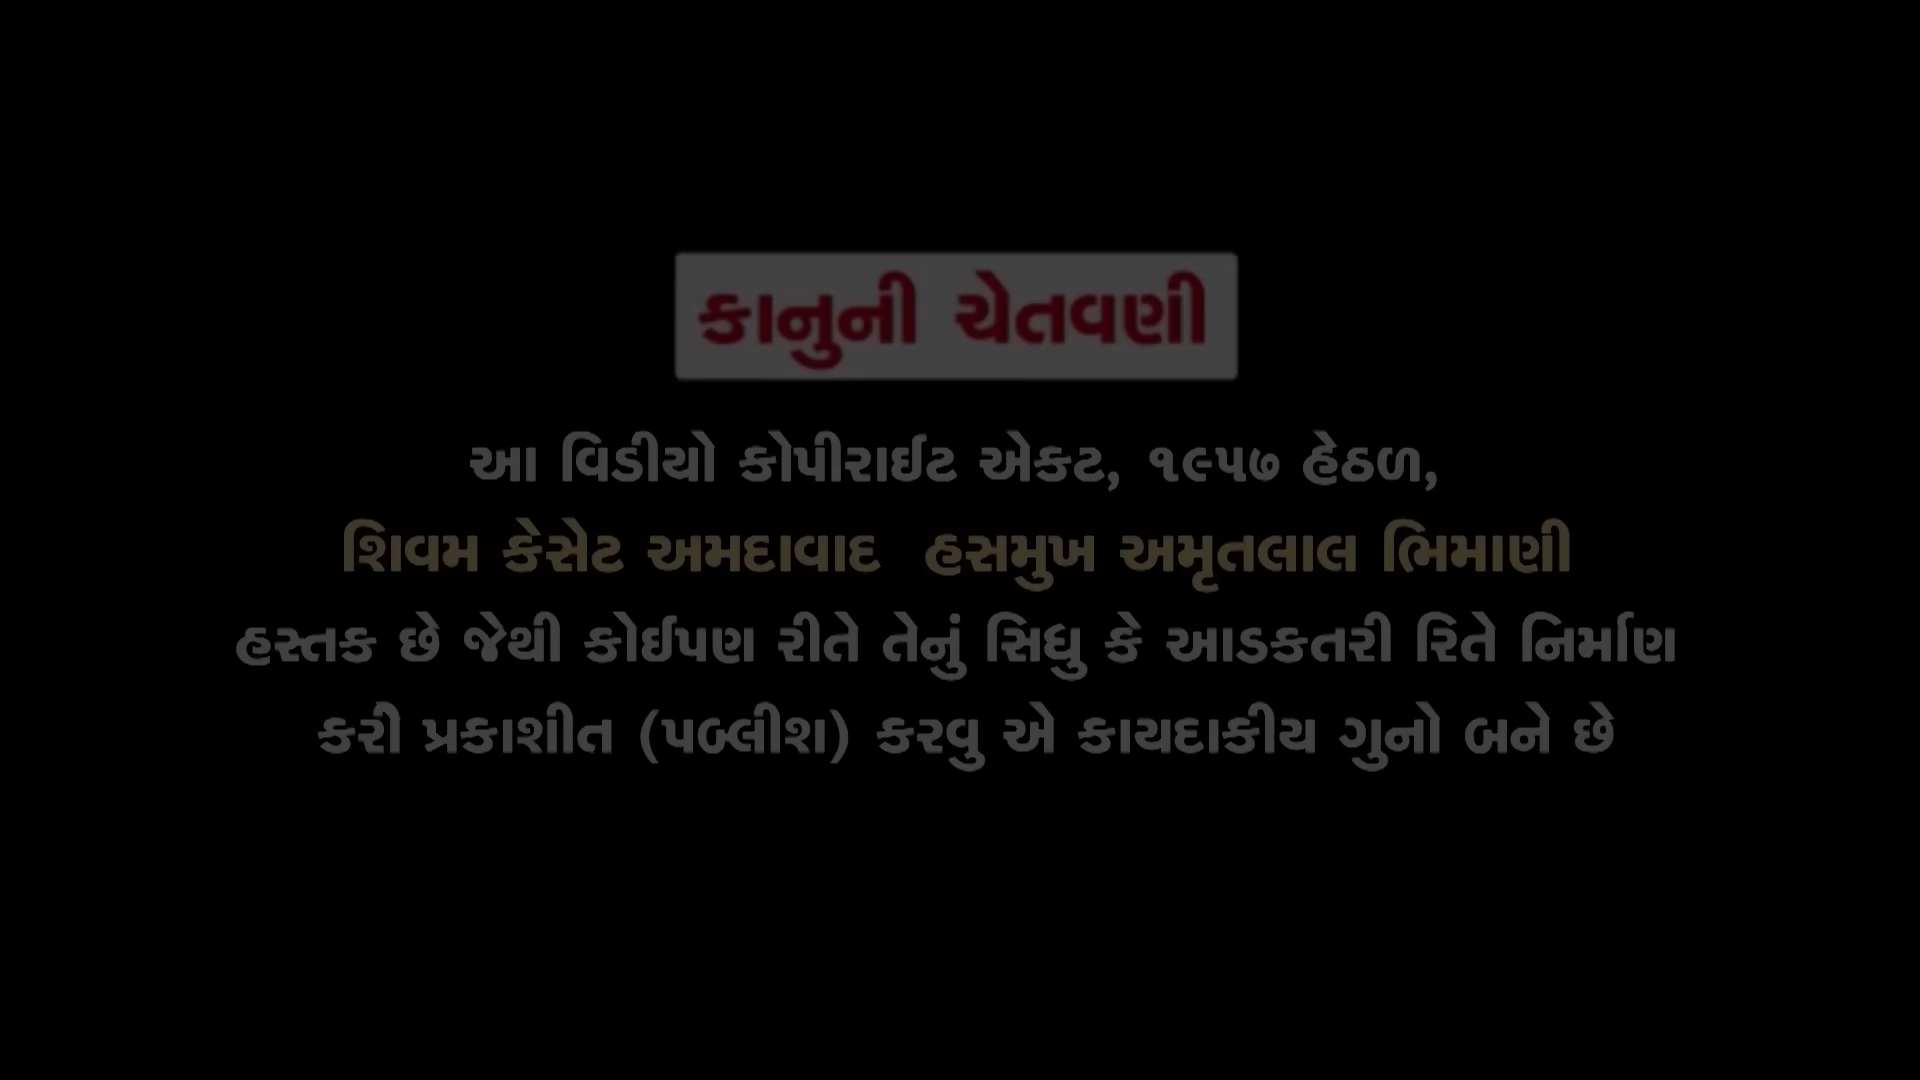 કાનુની ચેતવણી
આ વિડીયો કોપીરાઈટ એકટ, ૧૯૫૭ હેઠળ,
શિવમ કેસેટ અમદાવાદ હસમુખ અમૃતલાલ ભિમાણી
હસ્તક છે જેથી કોઈપણ રીતે તેનું સિધુ કે આડકતરી રિતે નિર્માણ
કરી પ્રકાશીત (પબ્લીશ) કરવુ એ કાયદાકીય ગુનો બને છે